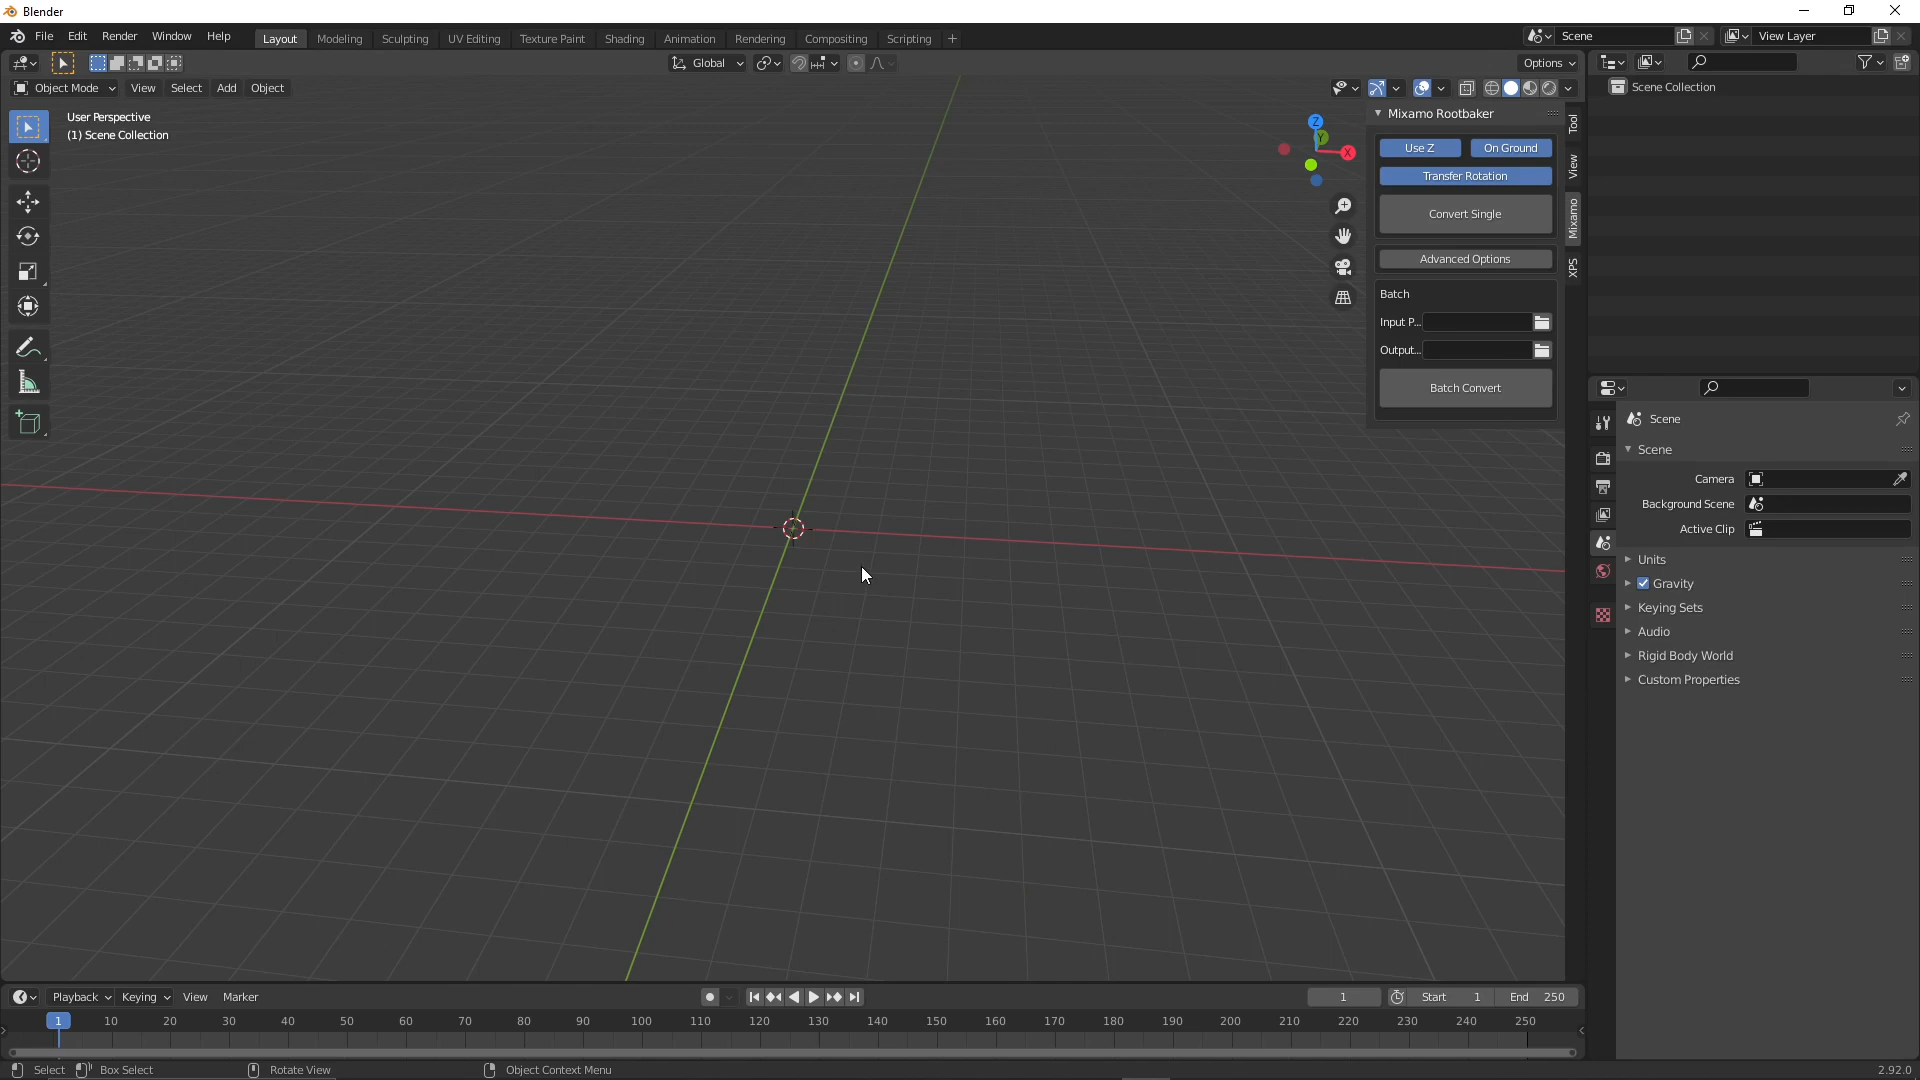 Blender
File Edit Render Window Help Layout Modeling Sculpting UV Editing Texture Paint Shading Animation Rendering Compositing Scripting + Scene View Layer
Global Options
Object Mode View Select Add Object
User Perspective
(1) Scene Collection
Z
Y
X
Mixamo Rootbaker
Use Z On Ground
Transfer Rotation
Convert Single
Advanced Options
Batch
Input P...
Output...
Batch Convert
Tool
View
Mixamo
XPS
Scene Collection
Scene
Scene
Camera
Background Scene
Active Clip
Units
Gravity
Keying Sets
Audio
Rigid Body World
Custom Properties
Playback Keying View Marker 1 Start 1 End 250
1 10 20 30 40 50 60 70 80 90 100 110 120 130 140 150 160 170 180 190 200 210 220 230 240 250
Select Box Select Rotate View Object Context Menu 2.92.0